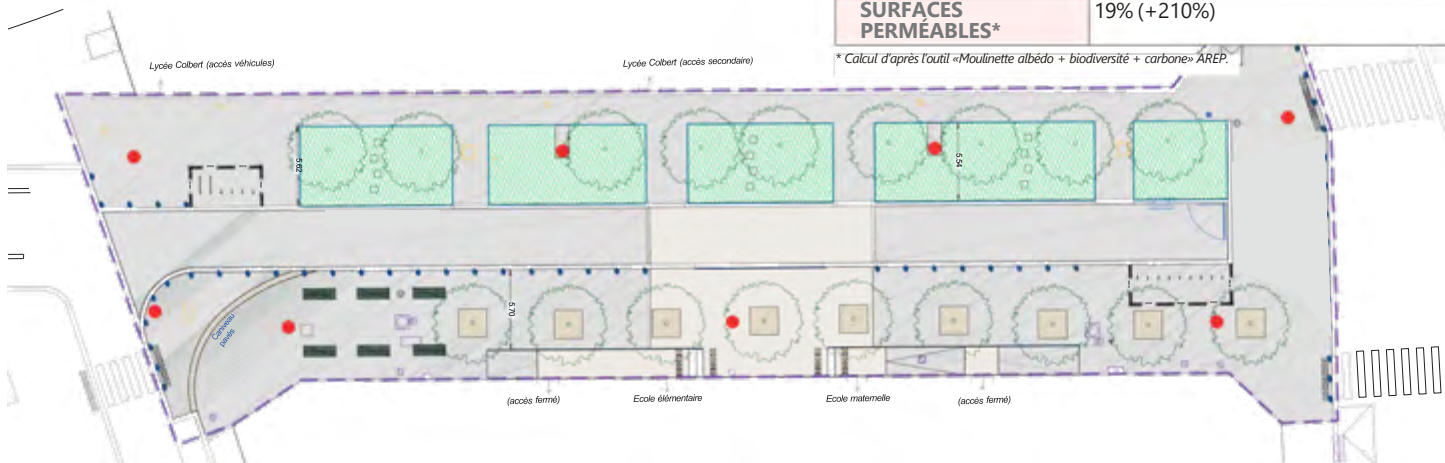 SURFACES
PERMÉABLES*
19% (+210%)
* Calcul d'après l'outil «Moulinette albédo + biodiversité + carbone» AREP.
Lycée Colbert (accès véhicules)
Lycée Colbert (accès secondaire)
5.62
5.54
5.70
Caniveau
pavés
(accés fermé)
Ecole élémentaire
Ecole maternelle
(accès fermé)